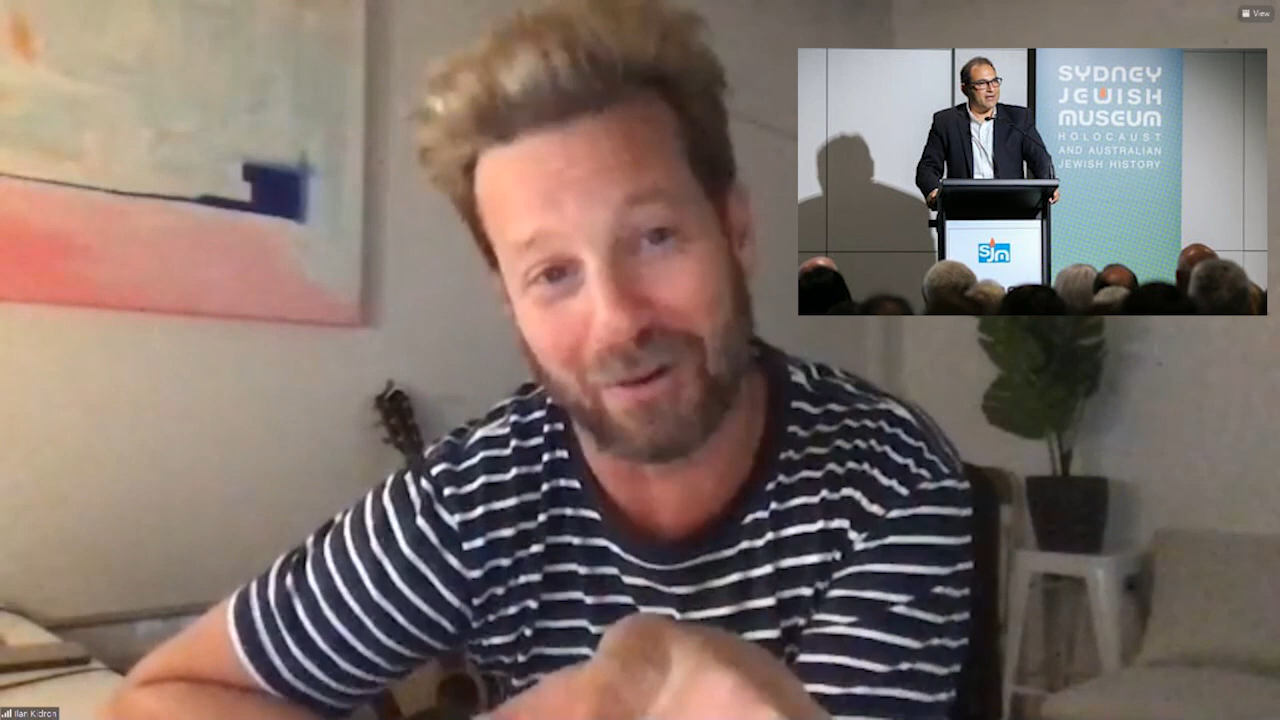 View
SYDNEY
JEWISH
MUSEUM
HOLOCAUST
AND AUSTRALIAN
JEWISH HISTORY
sjm
Ilan Kidron